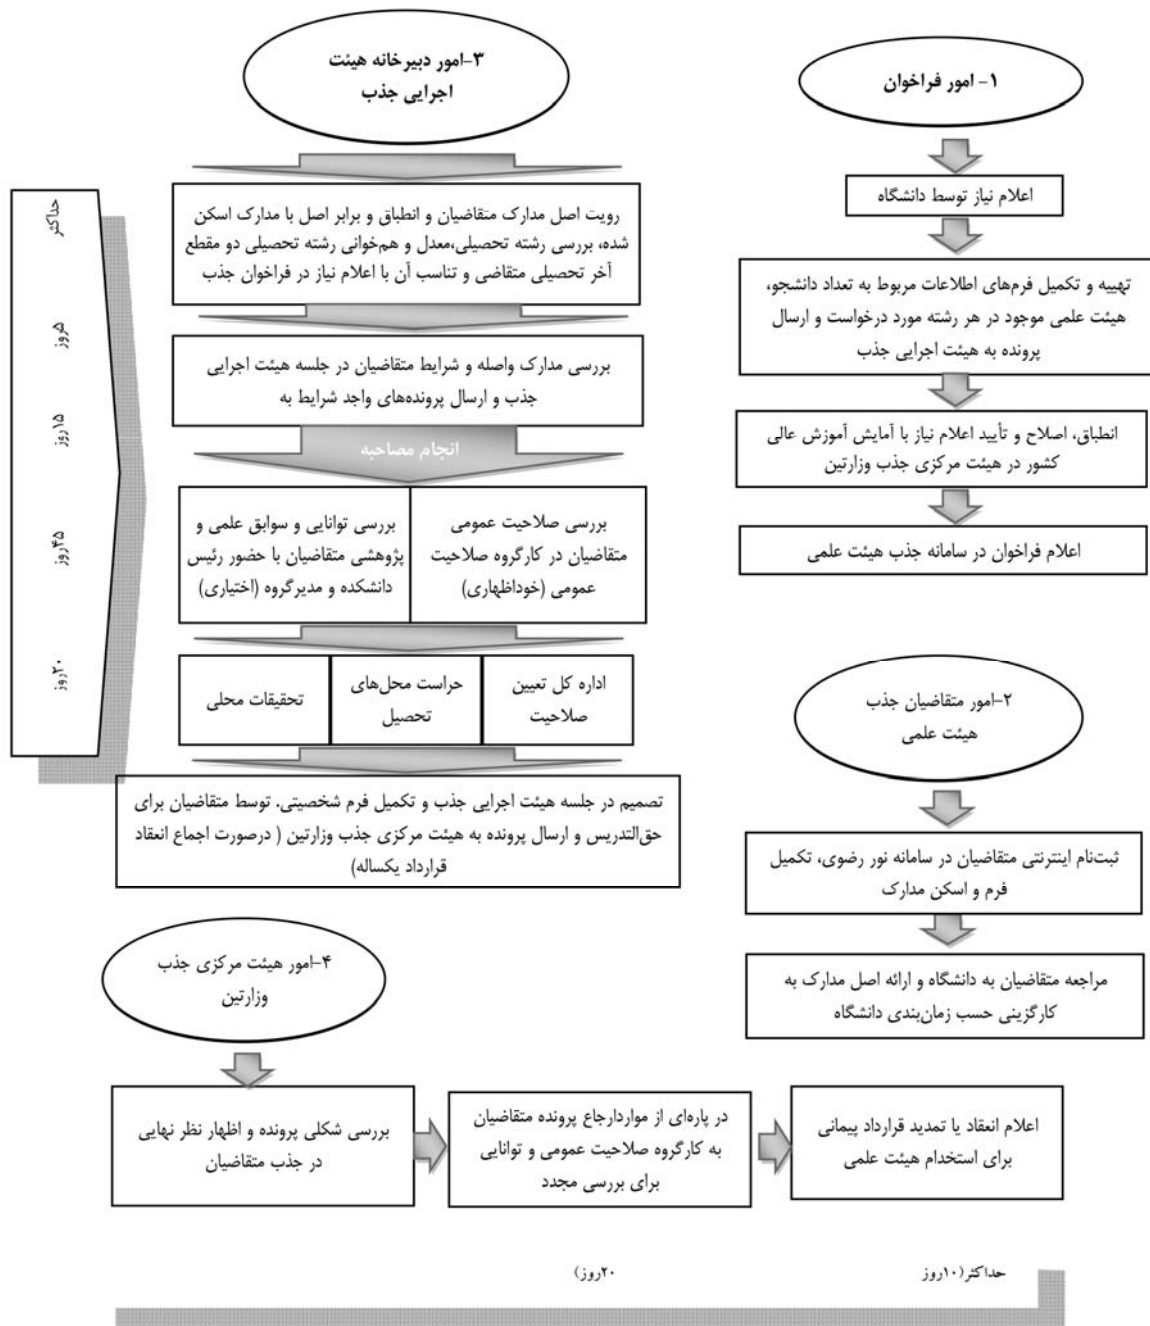 ۱- امور فراخوان
اعلام نیاز توسط دانشگاه
تهییه و تکمیل فرم‌های اطلاعات مربوط به تعداد دانشجو،
هیئت علمی موجود در هر رشته مورد درخواست و ارسال
پرونده به هیئت اجرایی جذب
انطباق، اصلاح و تأیید اعلام نیاز با آمایش آموزش عالی
کشور در هیئت مرکزی جذب وزارتین
اعلام فراخوان در سامانه جذب هیئت علمی
۲-امور متقاضیان جذب
هیئت علمی
ثبت‌نام اینترنتی متقاضیان در سامانه نور رضوی، تکمیل
فرم و اسکن مدارک
مراجعه متقاضیان به دانشگاه و ارائه اصل مدارک به
کارگزینی حسب زمان‌بندی دانشگاه
۳-امور دبیرخانه هیئت
اجرایی جذب
رویت اصل مدارک متقاضیان و انطباق و برابر اصل با مدارک اسکن
شده، بررسی رشته تحصیلی،معدل و هم‌خوانی رشته تحصیلی دو مقطع
آخر تحصیلی متقاضی و تناسب آن با اعلام نیاز در فراخوان جذب
بررسی مدارک واصله و شرایط متقاضیان در جلسه هیئت اجرایی
جذب و ارسال پرونده‌های واجد شرایط به
انجام مصاحبه
بررسی صلاحیت عمومی
متقاضیان در کارگروه صلاحیت
عمومی (خوداظهاری)
بررسی توانایی و سوابق علمی و
پژوهشی متقاضیان با حضور رئیس
دانشکده و مدیرگروه (اختیاری)
اداره کل تعیین
صلاحیت
حراست محل‌های
تحصیل
تحقیقات محلی
تصمیم در جلسه هیئت اجرایی جذب و تکمیل فرم شخصیتی. توسط متقاضیان برای
حق‌التدریس و ارسال پرونده به هیئت مرکزی جذب وزارتین ( درصورت اجماع انعقاد
قرارداد یکساله)
حداکثر
۵روز
۱۵روز
۴۵روز
۲۰روز
۴-امور هیئت مرکزی جذب
وزارتین
بررسی شکلی پرونده و اظهار نظر نهایی
در جذب متقاضیان
در پاره‌ای از مواردارجاع پرونده متقاضیان
به کارگروه صلاحیت عمومی و توانایی
برای بررسی مجدد
اعلام انعقاد یا تمدید قرارداد پیمانی
برای استخدام هیئت علمی
حداکثر(۱۰روز
۲۰روز)